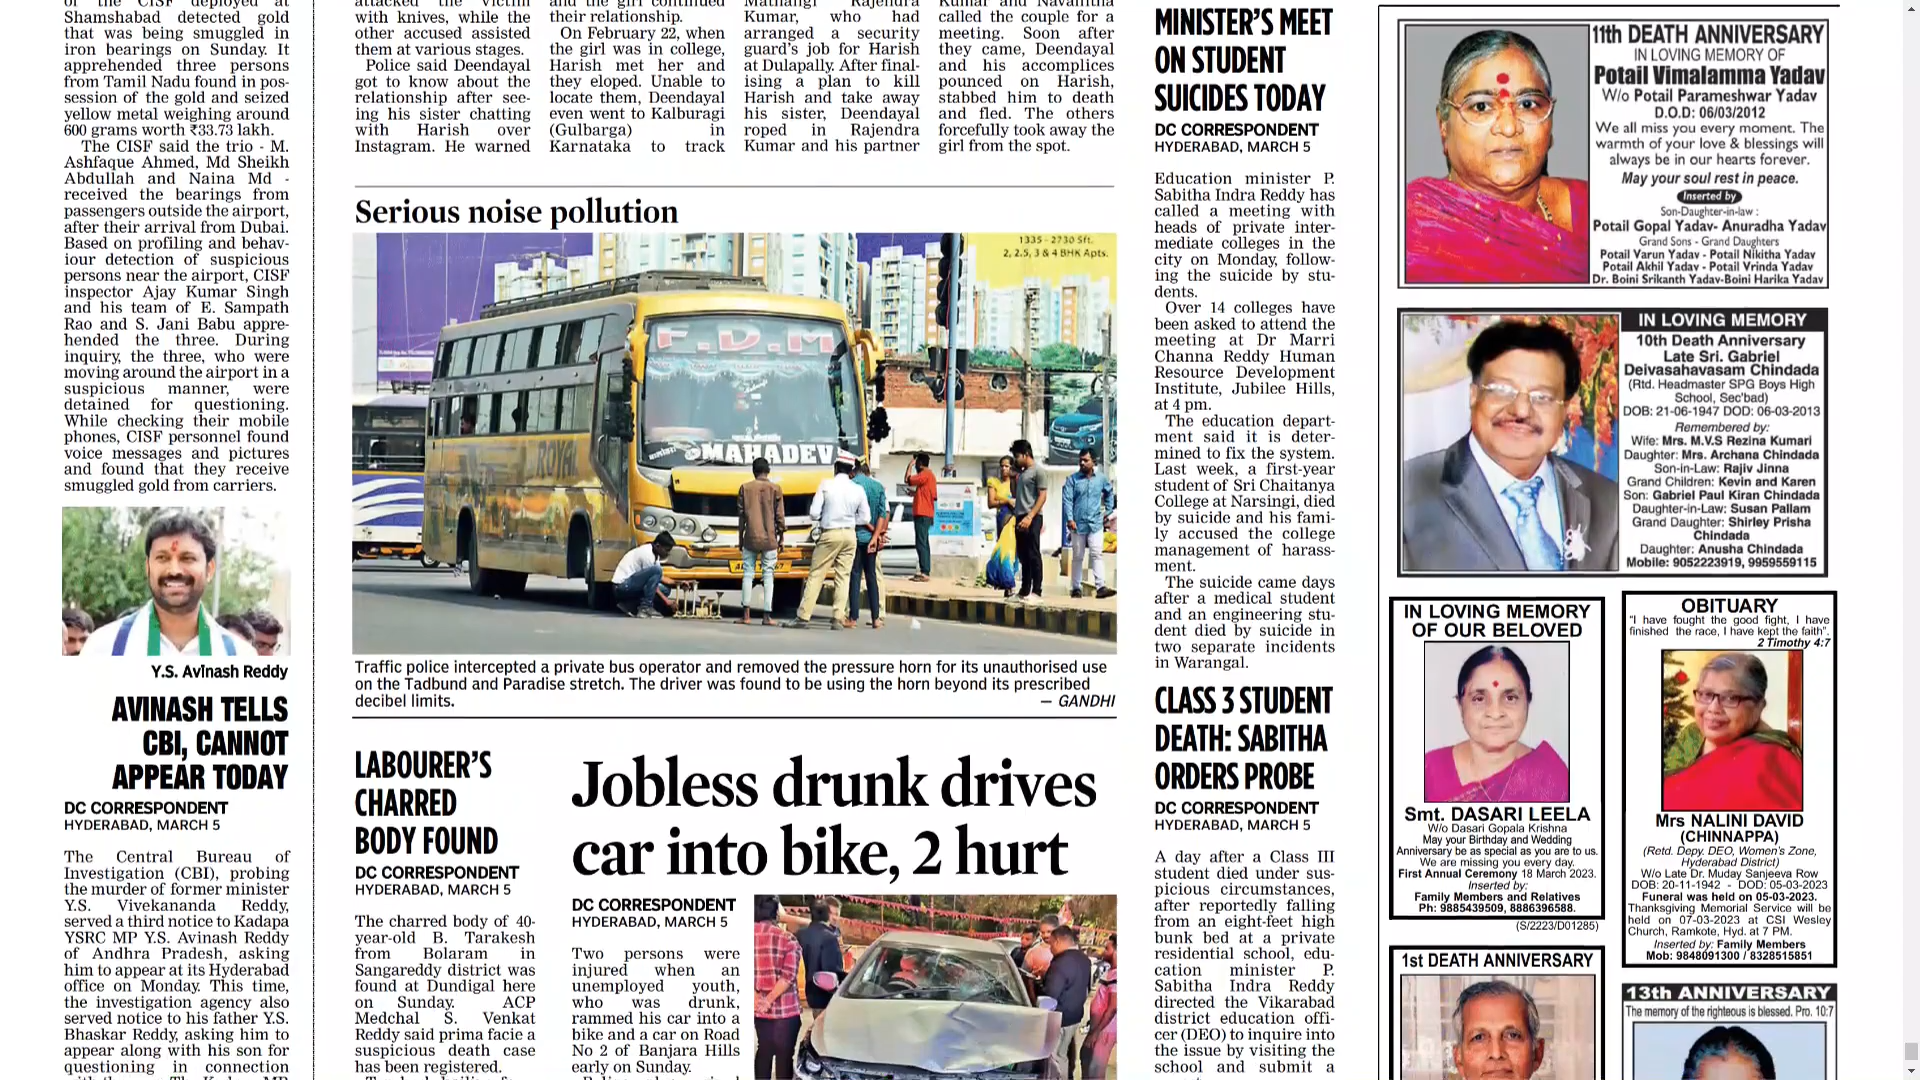 of the CISF deployed at
Shamshabad detected gold
that was being smuggled in
iron bearings on Sunday. It
apprehended three persons
from Tamil Nadu found in pos-
session of the gold and seized
yellow metal weighing around
600 grams worth ₹33.73 lakh.
The CISF said the trio - M.
Ashfaque Ahmed, Md Sheikh
Abdullah and Naina Md -
received the bearings from
passengers outside the airport,
after their arrival from Dubai.
Based on profiling and behav-
iour detection of suspicious
persons near the airport, CISF
inspector Ajay Kumar Singh
and his team of E. Sampath
Rao and S. Jani Babu appre-
hended the three. During
inquiry, the three, who were
moving around the airport in a
suspicious manner, were
detained for questioning.
While checking their mobile
phones, CISF personnel found
voice messages and pictures
and found that they receive
smuggled gold from carriers.
Y.S. Avinash Reddy
AVINASH TELLS
CBI, CANNOT
APPEAR TODAY
DC CORRESPONDENT
HYDERABAD, MARCH 5
The Central Bureau of
Investigation (CBI), probing
the murder of former minister
Y.S. Vivekananda Reddy,
served a third notice to Kadapa
YSRC MP Y.S. Avinash Reddy
of Andhra Pradesh, asking
him to appear at its Hyderabad
office on Monday. This time,
the investigation agency also
served notice to his father Y.S.
Bhaskar Reddy, asking him to
appear along with his son for
questioning in connection
attacked the victim
with knives, while the
other accused assisted
them at various stages.
Police said Deendayal
got to know about the
relationship after see-
ing his sister chatting
with Harish over
Instagram. He warned
and the girl continued
their relationship.
On February 22, when
the girl was in college,
Harish met her and
they eloped. Unable to
locate them, Deendayal
even went to Kalburagi
(Gulbarga) in
Karnataka to track
Mathangi Rajendra
Kumar, who had
arranged a security
guard's job for Harish
at Dulapally. After final-
ising a plan to kill
Harish and take away
his sister, Deendayal
roped in Rajendra
Kumar and his partner
Kumar and Navanitha
called the couple for a
meeting. Soon after
they came, Deendayal
and his accomplices
pounced on Harish,
stabbed him to death
and fled. The others
forcefully took away the
girl from the spot.
Serious noise pollution
1335 - 2730 Sft.
2, 2.5, 3 & 4 BHK Apts.
F.D.M
ROYAL
MAHADEV
Traffic police intercepted a private bus operator and removed the pressure horn for its unauthorised use
on the Tadbund and Paradise stretch. The driver was found to be using the horn beyond its prescribed
decibel limits.
— GANDHI
LABOURER'S
CHARRED
BODY FOUND
DC CORRESPONDENT
HYDERABAD, MARCH 5
The charred body of 40-
year-old B. Tarakesh
from Bolaram in
Sangareddy district was
found at Dundigal here
on Sunday. ACP
Medchal S. Venkat
Reddy said prima facie a
suspicious death case
has been registered.
Jobless drunk drives
car into bike, 2 hurt
DC CORRESPONDENT
HYDERABAD, MARCH 5
Two persons were
injured when an
unemployed youth,
who was drunk,
rammed his car into a
bike and a car on Road
No 2 of Banjara Hills
early on Sunday.
MINISTER'S MEET
ON STUDENT
SUICIDES TODAY
DC CORRESPONDENT
HYDERABAD, MARCH 5
Education minister P.
Sabitha Indra Reddy has
called a meeting with
heads of private inter-
mediate colleges in the
city on Monday, follow-
ing the suicide by stu-
dents.
Over 14 colleges have
been asked to attend the
meeting at Dr Marri
Channa Reddy Human
Resource Development
Institute, Jubilee Hills,
at 4 pm.
The education depart-
ment said it is deter-
mined to fix the system.
Last week, a first-year
student of Sri Chaitanya
College at Narsingi, died
by suicide and his fami-
ly accused the college
management of harass-
ment.
The suicide came days
after a medical student
and an engineering stu-
dent died by suicide in
two separate incidents
in Warangal.
CLASS 3 STUDENT
DEATH: SABITHA
ORDERS PROBE
DC CORRESPONDENT
HYDERABAD, MARCH 5
A day after a Class III
student died under sus-
picious circumstances,
after reportedly falling
from an eight-feet high
bunk bed at a private
residential school, edu-
cation minister P.
Sabitha Indra Reddy
directed the Vikarabad
district education offi-
cer (DEO) to inquire into
the issue by visiting the
school and submit a
11th DEATH ANNIVERSARY
IN LOVING MEMORY OF
Potail Vimalamma Yadav
W/o Potail Parameshwar Yadav
D.O.D: 06/03/2012
We all miss you every moment. The
warmth of your love & blessings will
always be in our hearts forever.
May your soul rest in peace.
Inserted by
Son-Daughter-in-law :
Potail Gopal Yadav- Anuradha Yadav
Grand Sons - Grand Daughters
Potail Varun Yadav - Potail Nikitha Yadav
Potail Akhil Yadav - Potail Vrinda Yadav
Dr. Boini Srikanth Yadav-Boini Harika Yadav
IN LOVING MEMORY
10th Death Anniversary
Late Sri. Gabriel
Deivasahavasam Chindada
(Rtd. Headmaster SPG Boys High
School, Sec'bad)
DOB: 21-06-1947 DOD: 06-03-2013
Remembered by:
Wife: Mrs. M.V.S Rezina Kumari
Daughter: Mrs. Archana Chindada
Son-in-Law: Rajiv Jinna
Grand Children: Kevin and Karen
Son: Gabriel Paul Kiran Chindada
Daughter-in-Law: Susan Pallam
Grand Daughter: Shirley Prisha
Chindada
Daughter: Anusha Chindada
Mobile: 9052223919, 9959559115
IN LOVING MEMORY
OF OUR BELOVED
Smt. DASARI LEELA
W/o Dasari Gopala Krishna
May your Birthday and Wedding
Anniversary be as special as you are to us.
We are missing you every day.
First Annual Ceremony 18 March 2023.
Inserted by:
Family Members and Relatives
Ph: 9885439509, 8886396588.
(S/2223/D01285)
1st DEATH ANNIVERSARY
OBITUARY
"I have fought the good fight, I have
finished the race, I have kept the faith".
2 Timothy 4:7
Mrs NALINI DAVID
(CHINNAPPA)
(Retd. Depy. DEO, Women's Zone,
Hyderabad District)
W/o Late Dr. Muday Sanjeeva Row
DOB: 20-11-1942 - DOD: 05-03-2023
Funeral was held on 05-03-2023.
Thanksgiving Memorial Service will be
held on 07-03-2023 at CSI Wesley
Church, Ramkote, Hyd. at 7 PM.
Inserted by: Family Members
Mob: 9848091300 / 8328515851
13th ANNIVERSARY
The memory of the righteous is blessed. Pro. 10:7